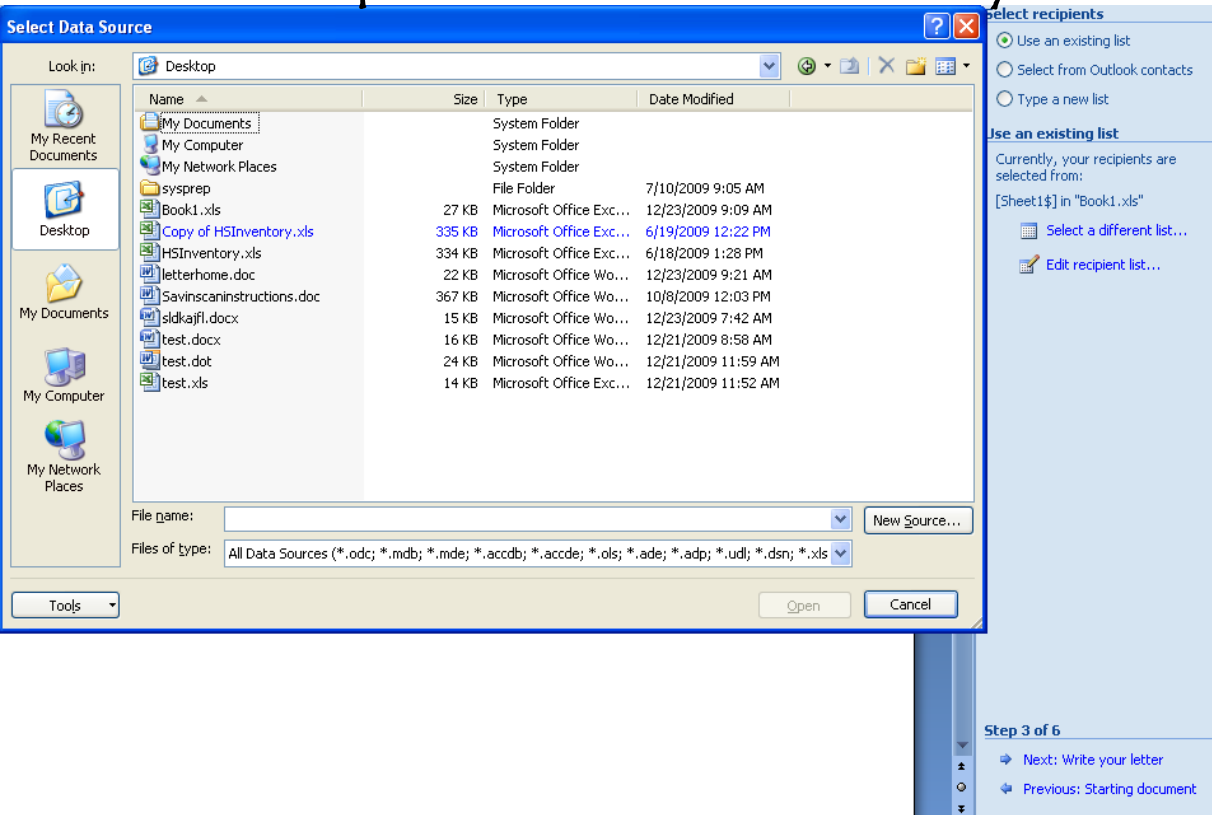 Select Data Source
Look in:
Desktop
My Recent
Documents
Desktop
My Documents
My Computer
My Network
Places
Name Size Type Date Modified
My Documents System Folder
My Computer System Folder
My Network Places System Folder
sysprep File Folder 7/10/2009 9:05 AM
Book1.xls 27 KB Microsoft Office Exc... 12/23/2009 9:09 AM
Copy of HSInventory.xls 335 KB Microsoft Office Exc... 6/19/2009 12:22 PM
HSInventory.xls 334 KB Microsoft Office Exc... 6/18/2009 1:28 PM
letterhome.doc 22 KB Microsoft Office Wo... 12/23/2009 9:21 AM
Savinscaninstructions.doc 367 KB Microsoft Office Wo... 10/8/2009 12:03 PM
sldkajfl.docx 15 KB Microsoft Office Wo... 12/23/2009 7:42 AM
test.docx 16 KB Microsoft Office Wo... 12/21/2009 8:58 AM
test.dot 24 KB Microsoft Office Wo... 12/21/2009 11:59 AM
test.xls 14 KB Microsoft Office Exc... 12/21/2009 11:52 AM
File name:
New Source...
Files of type: All Data Sources (*.odc; *.mdb; *.mde; *.accdb; *.accde; *.ols; *.ade; *.adp; *.udl; *.dsn; *.xls
Tools
Open
Cancel
Select recipients
Use an existing list
Select from Outlook contacts
Type a new list
Use an existing list
Currently, your recipients are
selected from:
[Sheet1$] in "Book1.xls"
Select a different list...
Edit recipient list...
Step 3 of 6
Next: Write your letter
Previous: Starting document